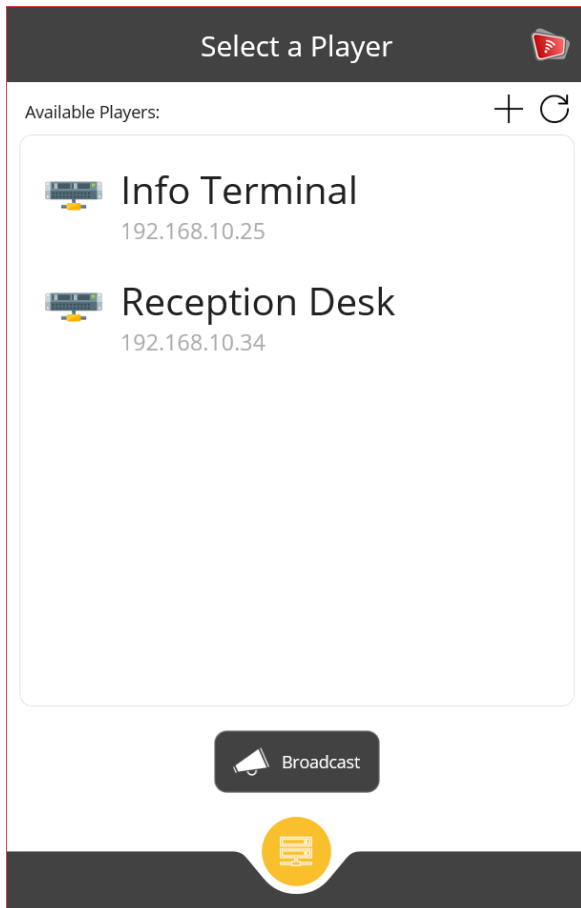 Select a Player
Available Players:
Info Terminal
192.168.10.25
Reception Desk
192.168.10.34
Broadcast